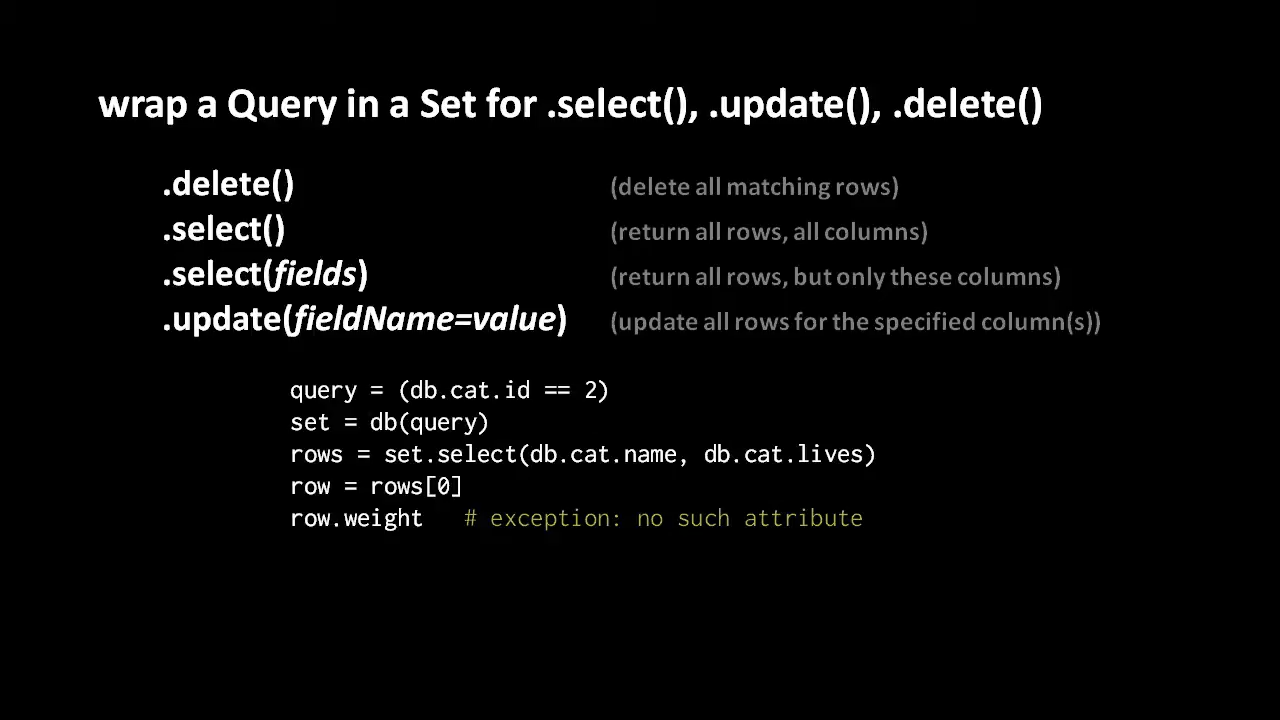 wrap a Query in a Set for .select(), .update(), .delete()
.delete() (delete all matching rows)
.select() (return all rows, all columns)
.select(fields) (return all rows, but only these columns)
.update(fieldName=value) (update all rows for the specified column(s))
query = (db.cat.id == 2)
set = db(query)
rows = set.select(db.cat.name, db.cat.lives)
row = rows[0]
row.weight # exception: no such attribute